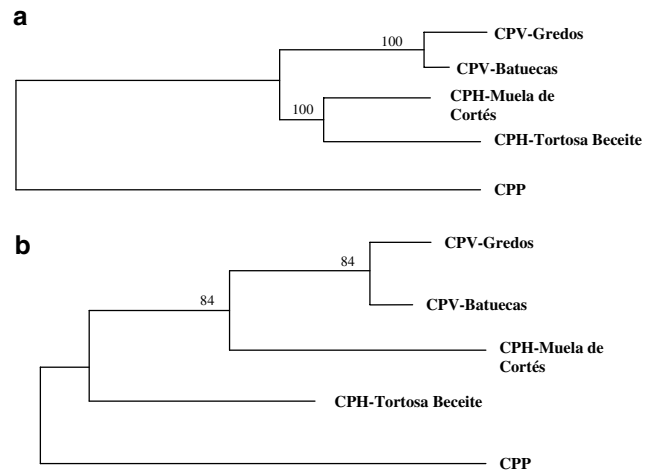 a
100
CPV-Gredos
CPV-Batuecas
100
CPH-Muela de
Cortés
CPH-Tortosa Beceite
CPP
b
84
84
CPV-Gredos
CPV-Batuecas
CPH-Muela de
Cortés
CPH-Tortosa Beceite
CPP